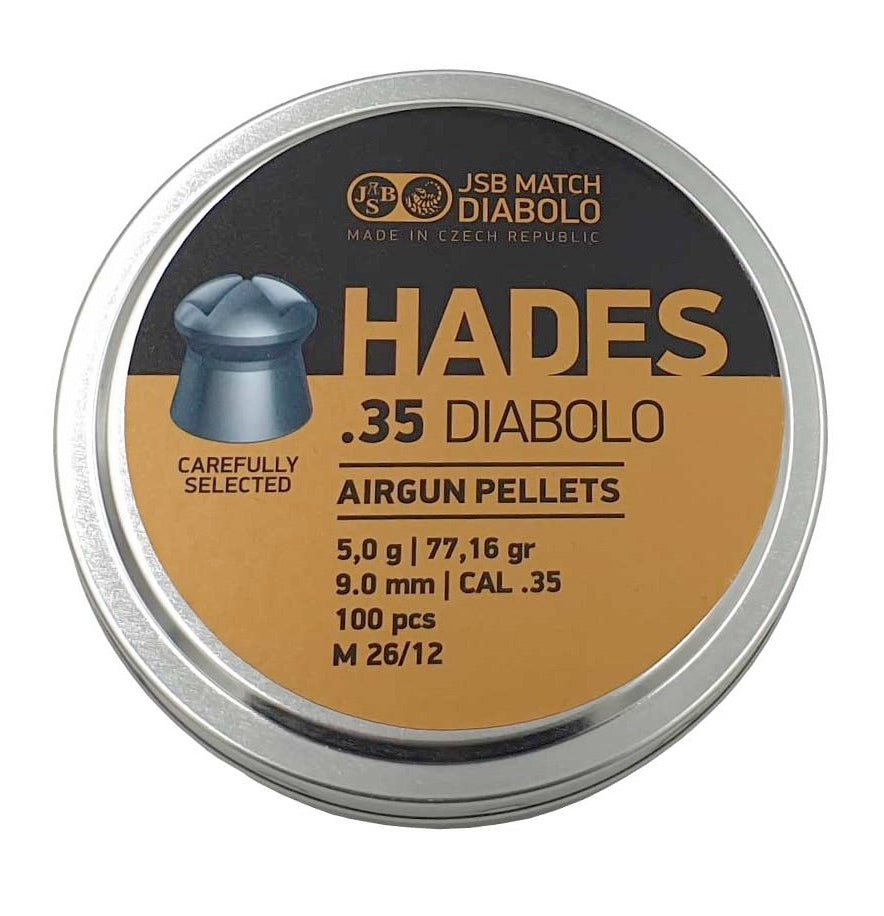 JSB
JSB MATCH
DIABOLO
MADE IN CZECH REPUBLIC
HADES
.35 DIABOLO
CAREFULLY
SELECTED
AIRGUN PELLETS
5,0 g | 77,16 gr
9.0 mm | CAL .35
100 pcs
M 26/12